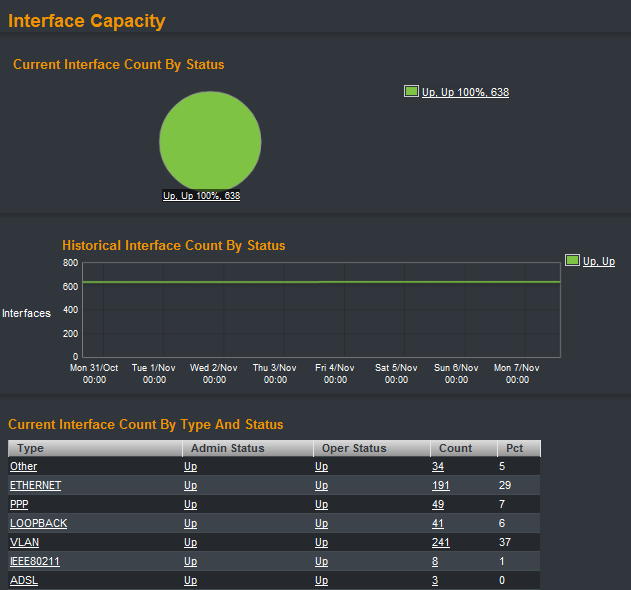 Interface Capacity
Current Interface Count By Status
Up, Up 100%, 638
Up, Up 100%, 638
Historical Interface Count By Status
Up, Up
800
600
Interfaces
400
200
0
Mon 31/Oct Tue 1/Nov Wed 2/Nov Thu 3/Nov Fri 4/Nov Sat 5/Nov Sun 6/Nov Mon 7/Nov
00:00 00:00 00:00 00:00 00:00 00:00 00:00 00:00
Current Interface Count By Type And Status
Type Admin Status Oper Status Count Pct
Other Up Up 34 5
ETHERNET Up Up 191 29
PPP Up Up 49 7
LOOPBACK Up Up 41 6
VLAN Up Up 241 37
IEEE80211 Up Up 8 1
ADSL Up Up 3 0